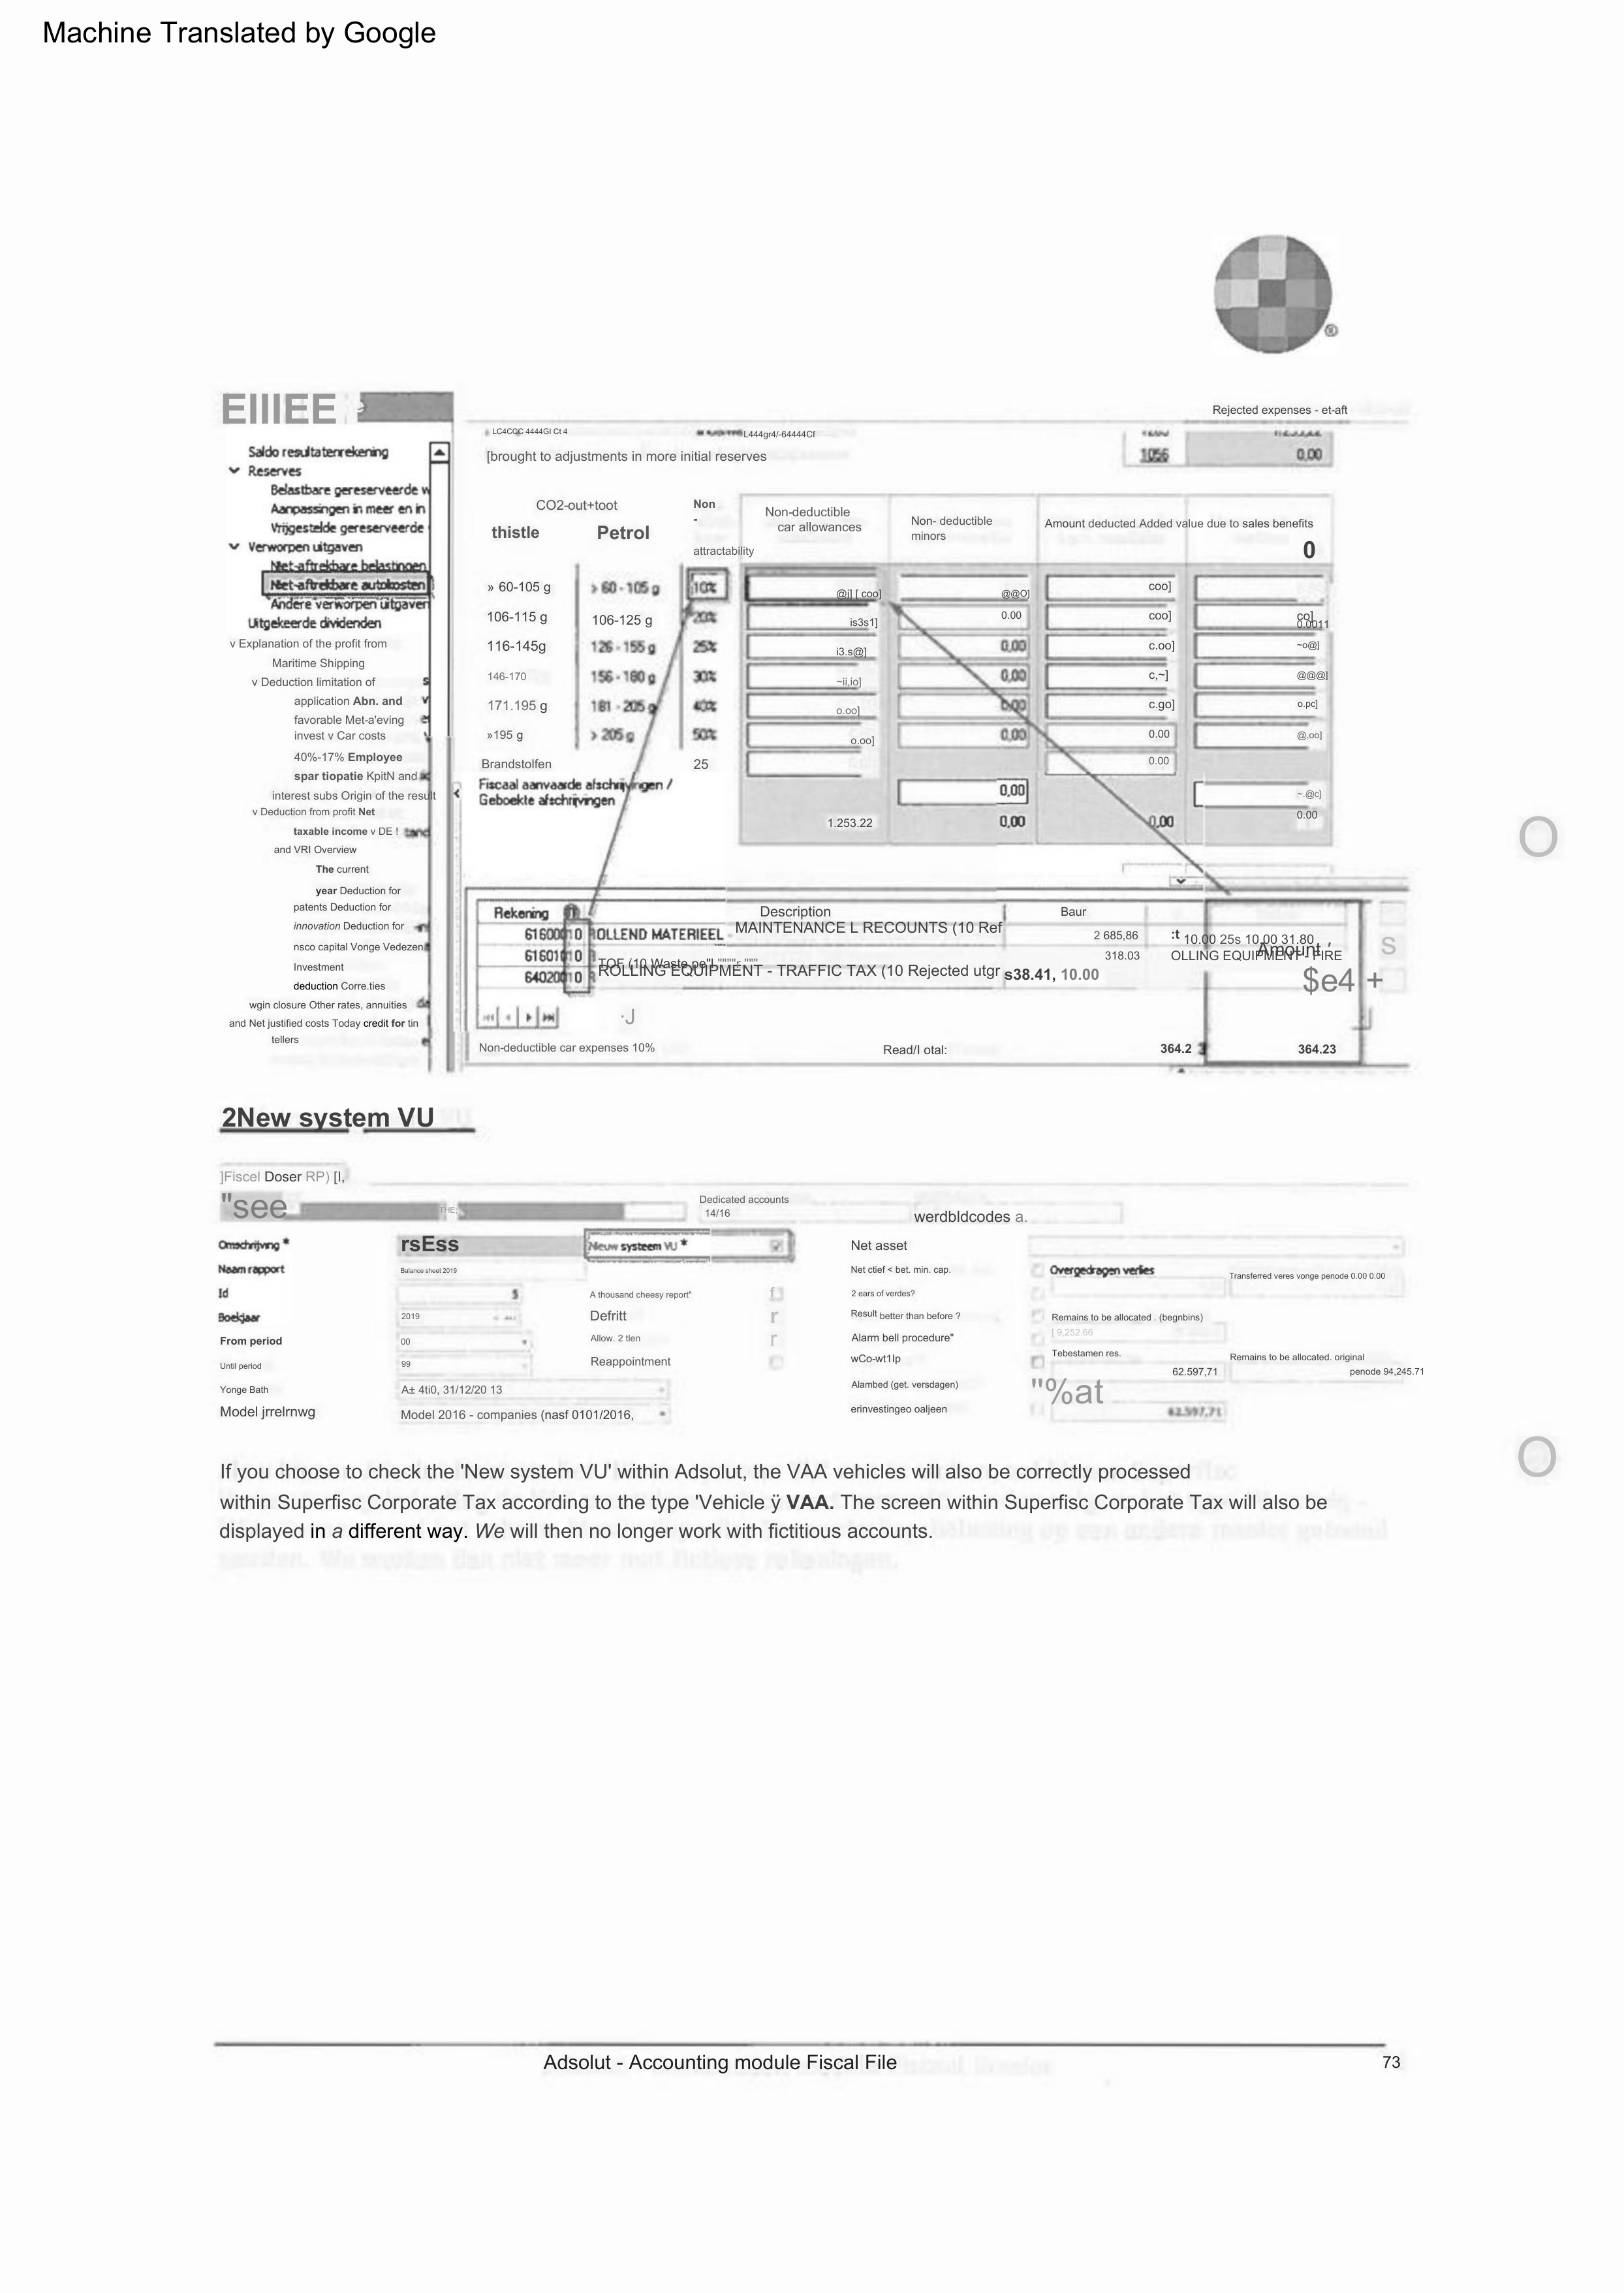 Machine Translated by Google
EIIIEE
Rejected expenses - et-aft
Saldo resultatenrekening
Reserves
Belastbare gereserveerde w
Aanpassingen in meer en in
Vrijgestelde gereserveerde
Verworpen uitgaven
Niet-aftrekbare belastingen
Niet-aftrekbare autokosten
Andere verworpen uitgaven
Uitgekeerde dividenden
v Explanation of the profit from
Maritime Shipping
v Deduction limitation of
application Abn. and
favorable Met-a'eving
invest v Car costs
40%-17% Employee
spar tiopatie KpitN and
interest subs Origin of the result
v Deduction from profit Net
taxable income v DE !
and VRI Overview
The current
year Deduction for
patents Deduction for
innovation Deduction for
nsco capital Vonge Vedezen
Investment
deduction Corre.ties
wgin closure Other rates, annuities
and Net justified costs Today credit for tin
tellers
LC4CQC 4444GI Ct 4
L444gr4/-64444Cf
[brought to adjustments in more initial reserves
1056 0,00
CO2-out+toot
thistle Petrol
Non
-
attractability
Non-deductible
car allowances
Non- deductible
minors
Amount deducted Added value due to sales benefits
0
» 60-105 g > 60 - 105 g 10% @j] [ coo] @@O] coo]
106-115 g 106-125 g 20% is3s1] 0.00 coo] co]
0.0011
116-145g 126 - 155 g 25% i3.s@] 0,00 c.oo] ~o@]
146-170 156 - 180 g 30% ~ii,io] 0,00 c,~] @@@]
171.195 g 181 - 205 g 40% o.oo] 0,00 c.go] o.pc]
»195 g > 205 g 50% o.oo] 0,00 0.00 @,oo]
Brandstolfen 25 0.00
Fiscaal aanvaarde afschrijvingen /
Geboekte afschrijvingen
0,00 ~.@c]
1.253.22 0,00 0,00 0.00
Rekening Description Baur
61600010 ROLLEND MATERIEEL - MAINTENANCE L RECOUNTS (10 Ref 2 685,86 :t 10.00 25s 10,00 31.80
Amount
61601010 TOF (10 Waste 318.03 OLLING EQUIPMENT - FIRE
64020010 ROLLING EQUIPMENT - TRAFFIC TAX (10 Rejected utgr s38.41, 10.00 $e4 +
S
·J
Non-deductible car expenses 10% Read/I otal: 364.2 364.23
2New system VU
]Fiscel Doser RP) [l,
"see
THE:
Dedicated accounts
14/16
werdbldcodes a.
Omschrijving * rsEss Nieuw systeem VU * Net asset
Naam rapport Balance sheet 2019 Net ctief < bet. min. cap. Overgedragen verlies Transferred veres vonge penode 0.00 0.00
Id 5 A thousand cheesy report" 2 ears of verdes?
Boekjaar 2019 Defritt Result better than before ? Remains to be allocated . (begnbins)
From period 00 Allow. 2 tlen Alarm bell procedure" [ 9,252.66
Until period 99 Reappointment wCo-wt1lp Tebestamen res. Remains to be allocated. original
62.597,71 penode 94,245.71
Yonge Bath A± 4ti0, 31/12/20 13 Alambed (get. versdagen) "%at
Model jrrelrnwg Model 2016 - companies (nasf 0101/2016, erinvestingeo oaljeen 62.597,71
If you choose to check the 'New system VU' within Adsolut, the VAA vehicles will also be correctly processed
within Superfisc Corporate Tax according to the type 'Vehicle ÿ VAA. The screen within Superfisc Corporate Tax will also be
displayed in a different way. We will then no longer work with fictitious accounts.
O
O
Adsolut - Accounting module Fiscal File 73